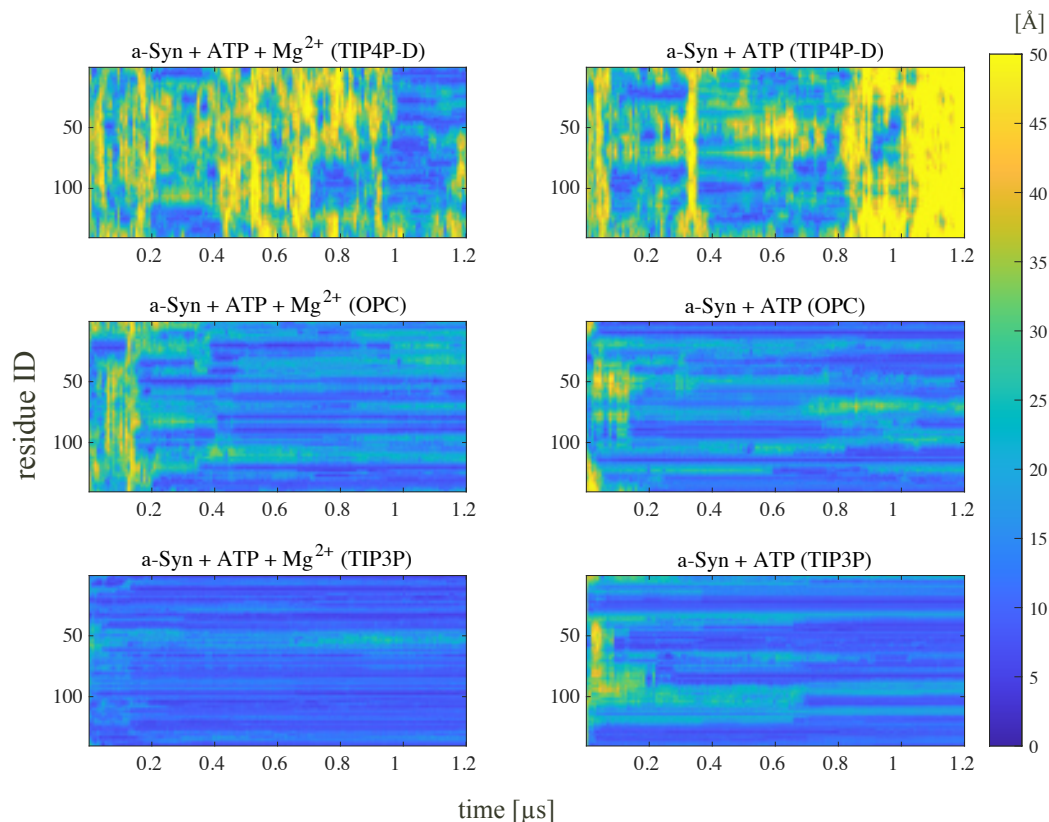 [Å]
a-Syn + ATP + Mg²⁺ (TIP4P-D)
a-Syn + ATP (TIP4P-D)
50
100
0.2 0.4 0.6 0.8 1 1.2
50
100
0.2 0.4 0.6 0.8 1 1.2
a-Syn + ATP + Mg²⁺ (OPC)
a-Syn + ATP (OPC)
50
100
0.2 0.4 0.6 0.8 1 1.2
50
100
0.2 0.4 0.6 0.8 1 1.2
a-Syn + ATP + Mg²⁺ (TIP3P)
a-Syn + ATP (TIP3P)
50
100
0.2 0.4 0.6 0.8 1 1.2
50
100
0.2 0.4 0.6 0.8 1 1.2
residue ID
time [µs]
50
45
40
35
30
25
20
15
10
5
0